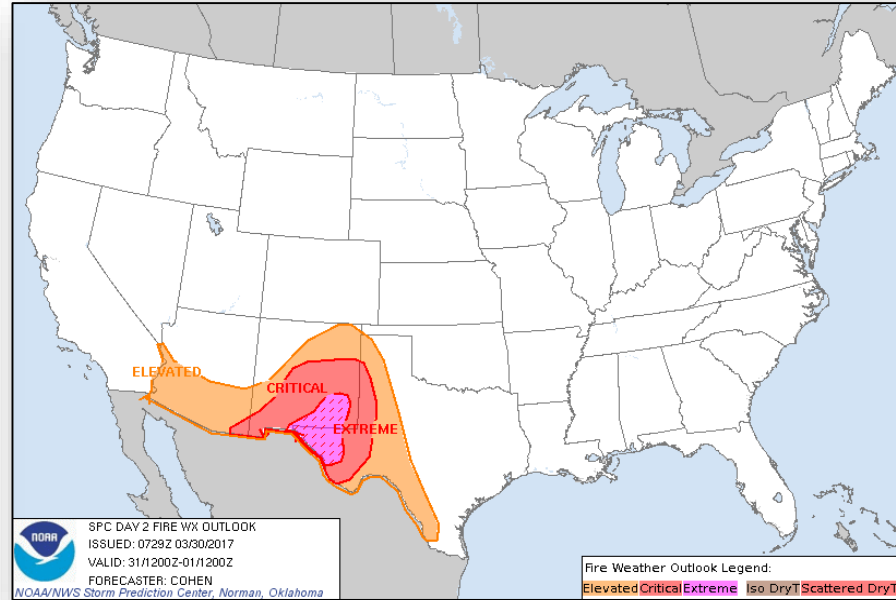 ELEVATED
CRITICAL
EXTREME
NOAA
SPC DAY 2 FIRE WX OUTLOOK
ISSUED: 0729Z 03/30/2017
VALID: 31/1200Z-01/1200Z
FORECASTER: COHEN
NOAA/NWS Storm Prediction Center, Norman, Oklahoma
Fire Weather Outlook Legend:
Elevated Critical Extreme Iso DryT Scattered DryT